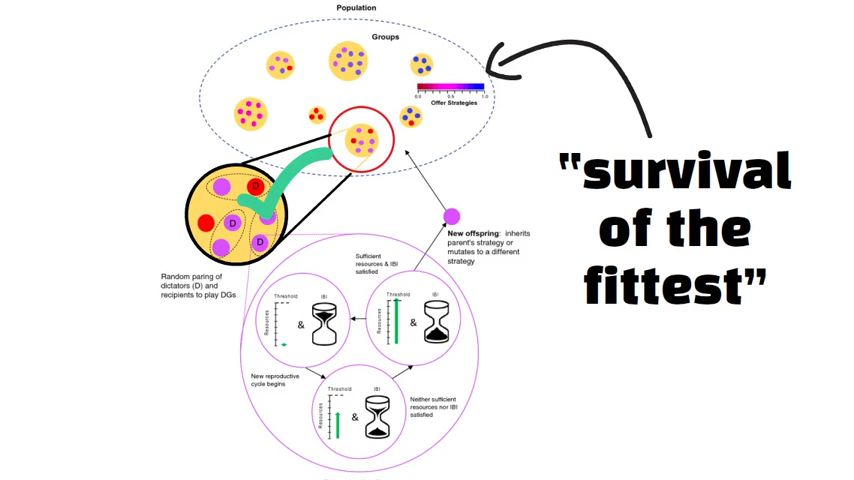 Population
Groups
0.0 0.5 1.0
Offer Strategies
"survival
of the
fittest"
D
D
D
New offspring: inherits
parent's strategy or
mutates to a different
strategy
Random paring of
dictators (D) and
recipients to play DGs
Sufficient
resources & IBI
satisfied
Threshold
IBI
Resources
&
Threshold
IBI
Resources
&
New reproductive
cycle begins
Threshold
IBI
Resources
&
Neither sufficient
resources nor IBI
satisfied